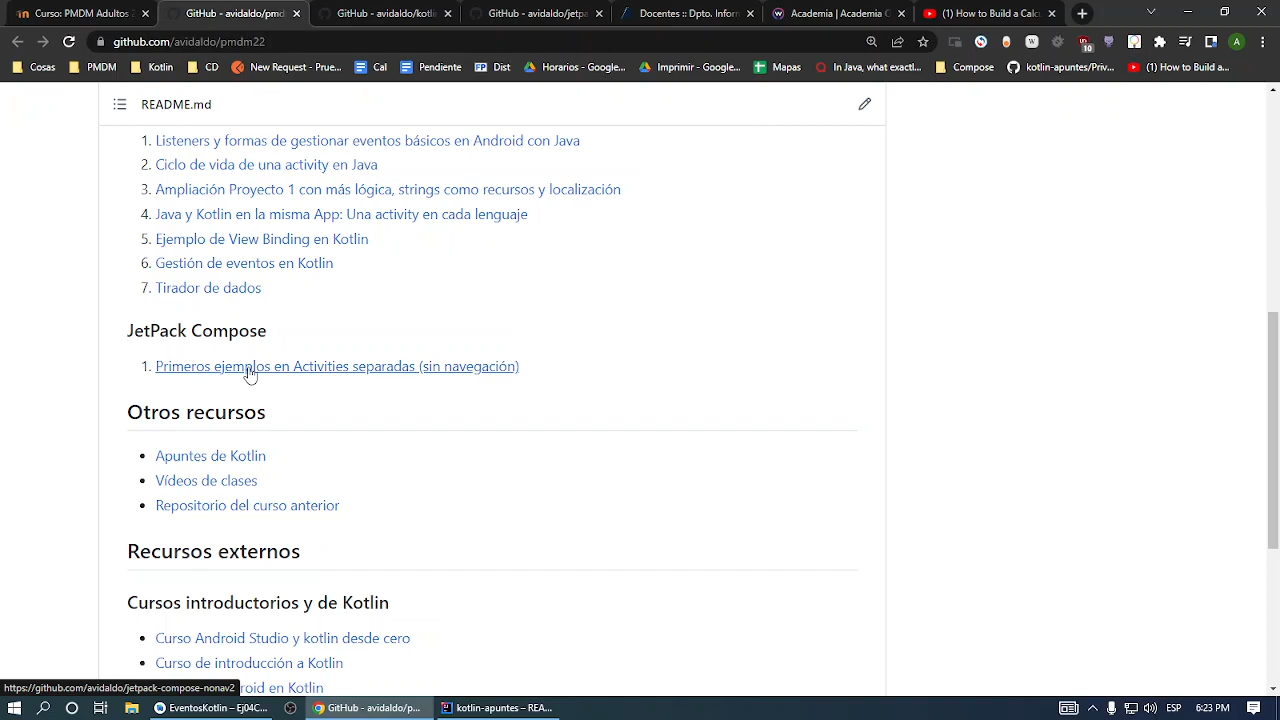 Curso: PMDM Adultos
GitHub - avidaldo/pmd
GitHub - avidaldo/kotlin
GitHub - avidaldo/jetpa
Docentes :: Dpto. Inform
Academia | Academia C
(1) How to Build a Calc
github.com/avidaldo/pmdm22
10
A
Cosas
PMDM
Kotlin
CD
New Request - Prue...
Cal
Pendiente
FP Dist
Horarios - Google...
Imprimir - Google...
Mapas
In Java, what exactl...
Compose
kotlin-apuntes/Priv...
(1) How to Build a...
README.md
1. Listeners y formas de gestionar eventos básicos en Android con Java
2. Ciclo de vida de una activity en Java
3. Ampliación Proyecto 1 con más lógica, strings como recursos y localización
4. Java y Kotlin en la misma App: Una activity en cada lenguaje
5. Ejemplo de View Binding en Kotlin
6. Gestión de eventos en Kotlin
7. Tirador de dados
JetPack Compose
1. Primeros ejemplos en Activities separadas (sin navegación)
Otros recursos
• Apuntes de Kotlin
• Vídeos de clases
• Repositorio del curso anterior
Recursos externos
Cursos introductorios y de Kotlin
• Curso Android Studio y kotlin desde cero
• Curso de introducción a Kotlin
roid en Kotlin
https://github.com/avidaldo/jetpack-compose-nonav2
EventosKotlin – Ej04C...
GitHub - avidaldo/p...
kotlin-apuntes – REA...
ESP
6:23 PM